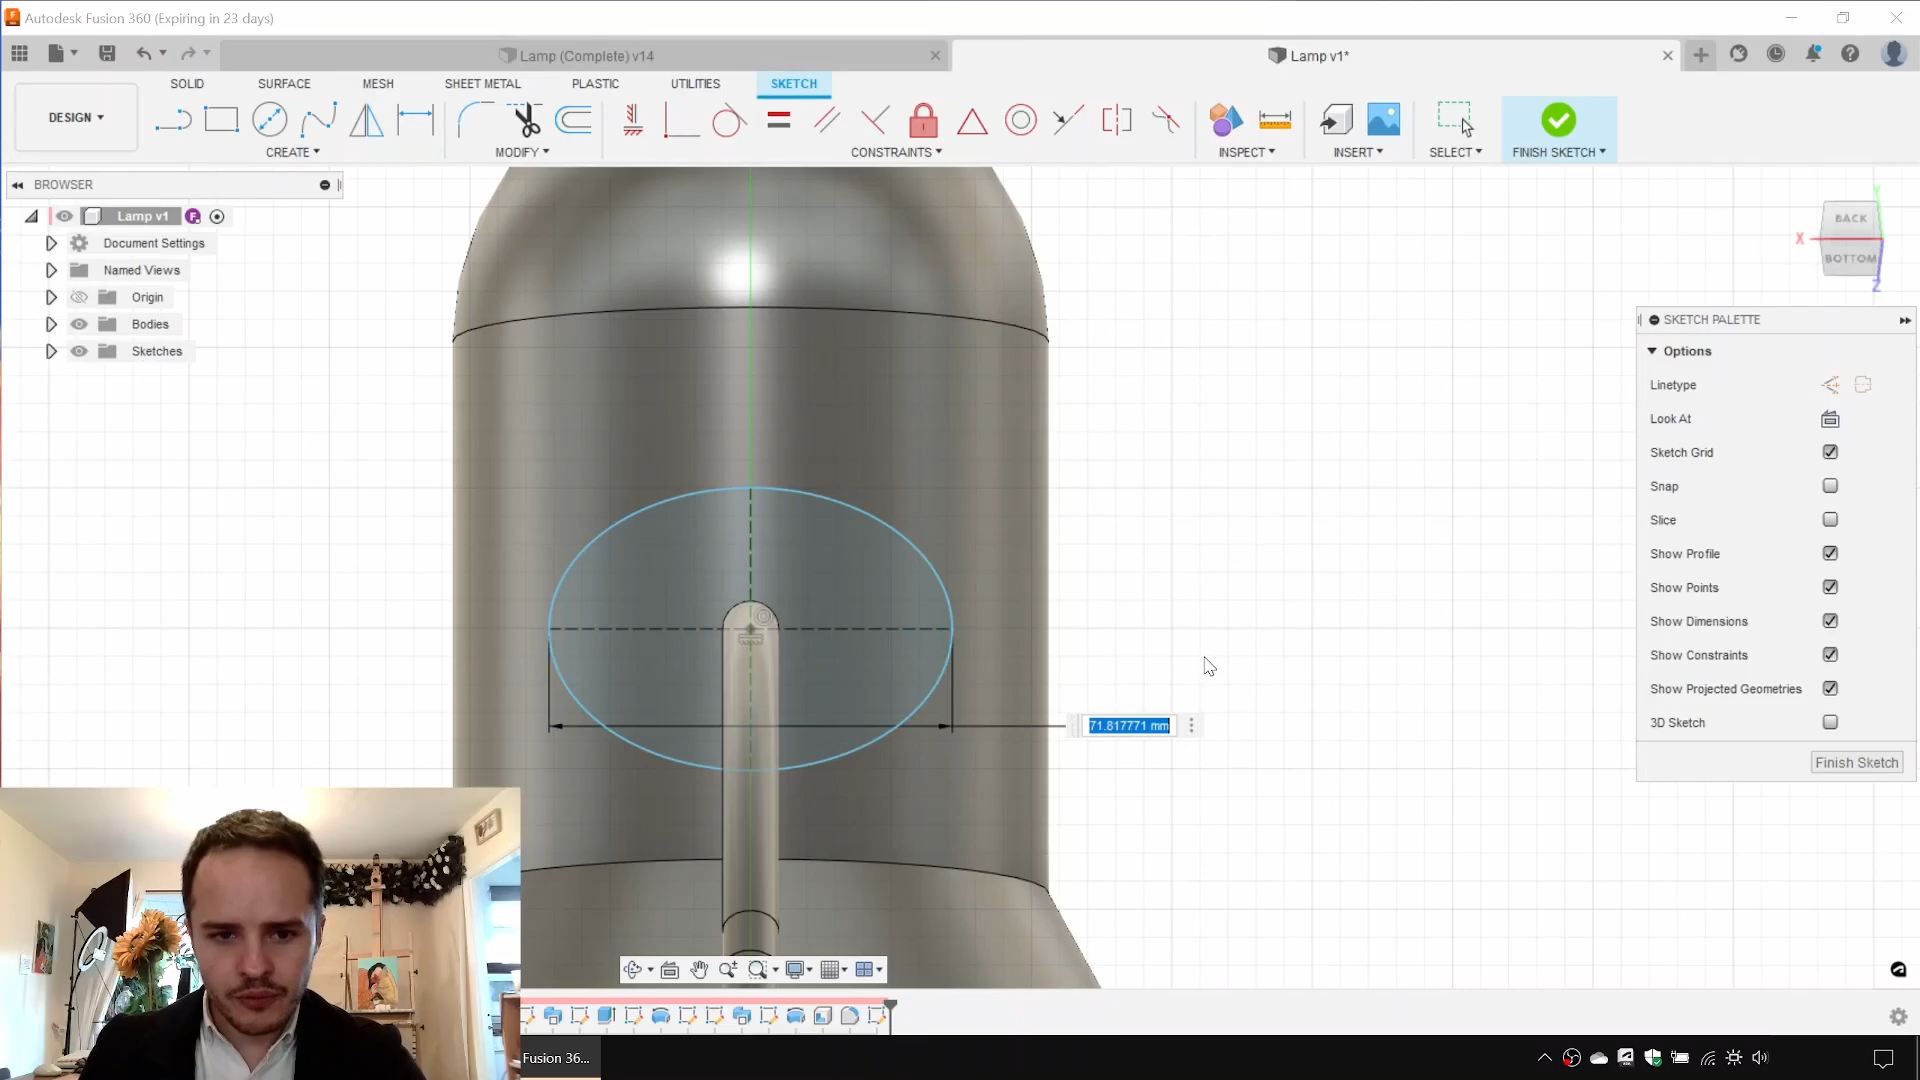 Autodesk Fusion 360 (Expiring in 23 days)
Lamp (Complete) v14
Lamp v1*
SOLID
SURFACE
MESH
SHEET METAL
PLASTIC
UTILITIES
SKETCH
DESIGN
CREATE
MODIFY
CONSTRAINTS
INSPECT
INSERT
SELECT
FINISH SKETCH
BROWSER
Lamp v1
Document Settings
Named Views
Origin
Bodies
Sketches
BACK
BOTTOM
X
Y
Z
SKETCH PALETTE
Options
Linetype
Look At
Sketch Grid
Snap
Slice
Show Profile
Show Points
Show Dimensions
Show Constraints
Show Projected Geometries
3D Sketch
Finish Sketch
71.817771 mm
Fusion 36...